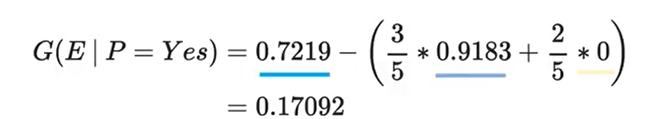 G(E | P = Yes) = 0.7219 − (3/5 * 0.9183 + 2/5 * 0)
= 0.17092